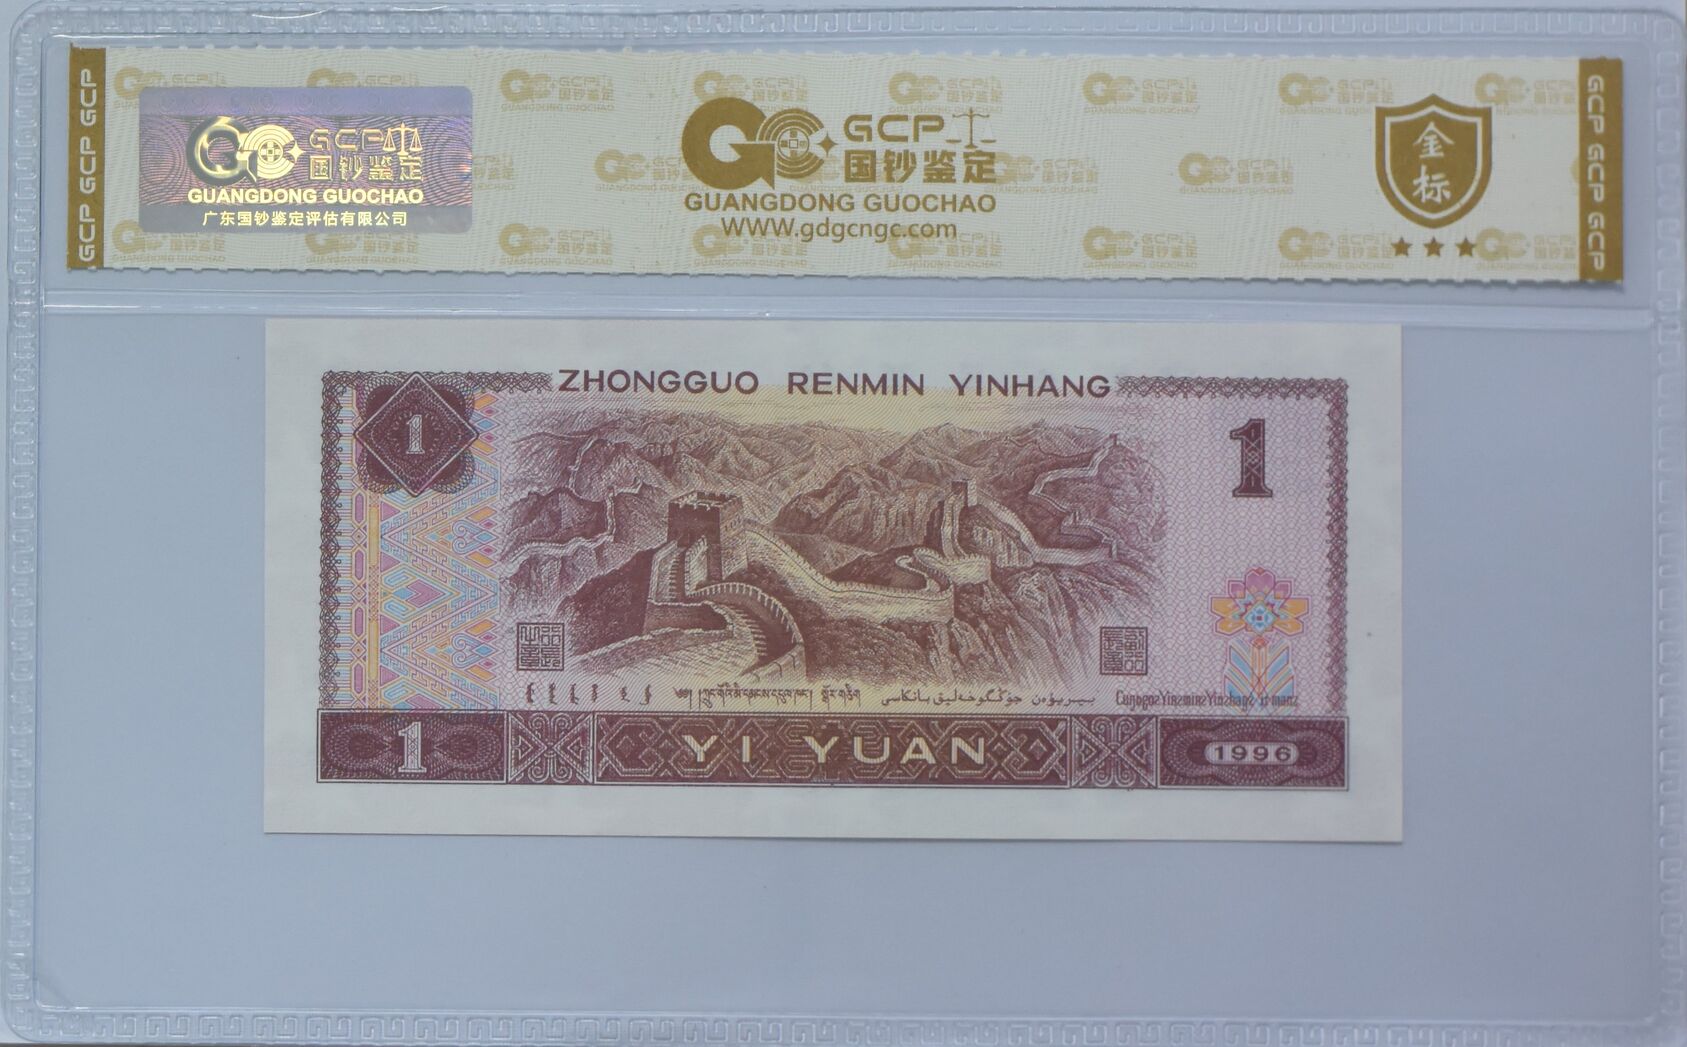 GCP GCP GCP
GCP
国钞鉴定
GUANGDONG GUOCHAO
广东国钞鉴定评估有限公司
GCP
国钞鉴定
GUANGDONG GUOCHAO
WWW.gdgcngc.com
金标
GCP GCP GCP
ZHONGGUO RENMIN YINHANG
1
1
1
YI YUAN
1996